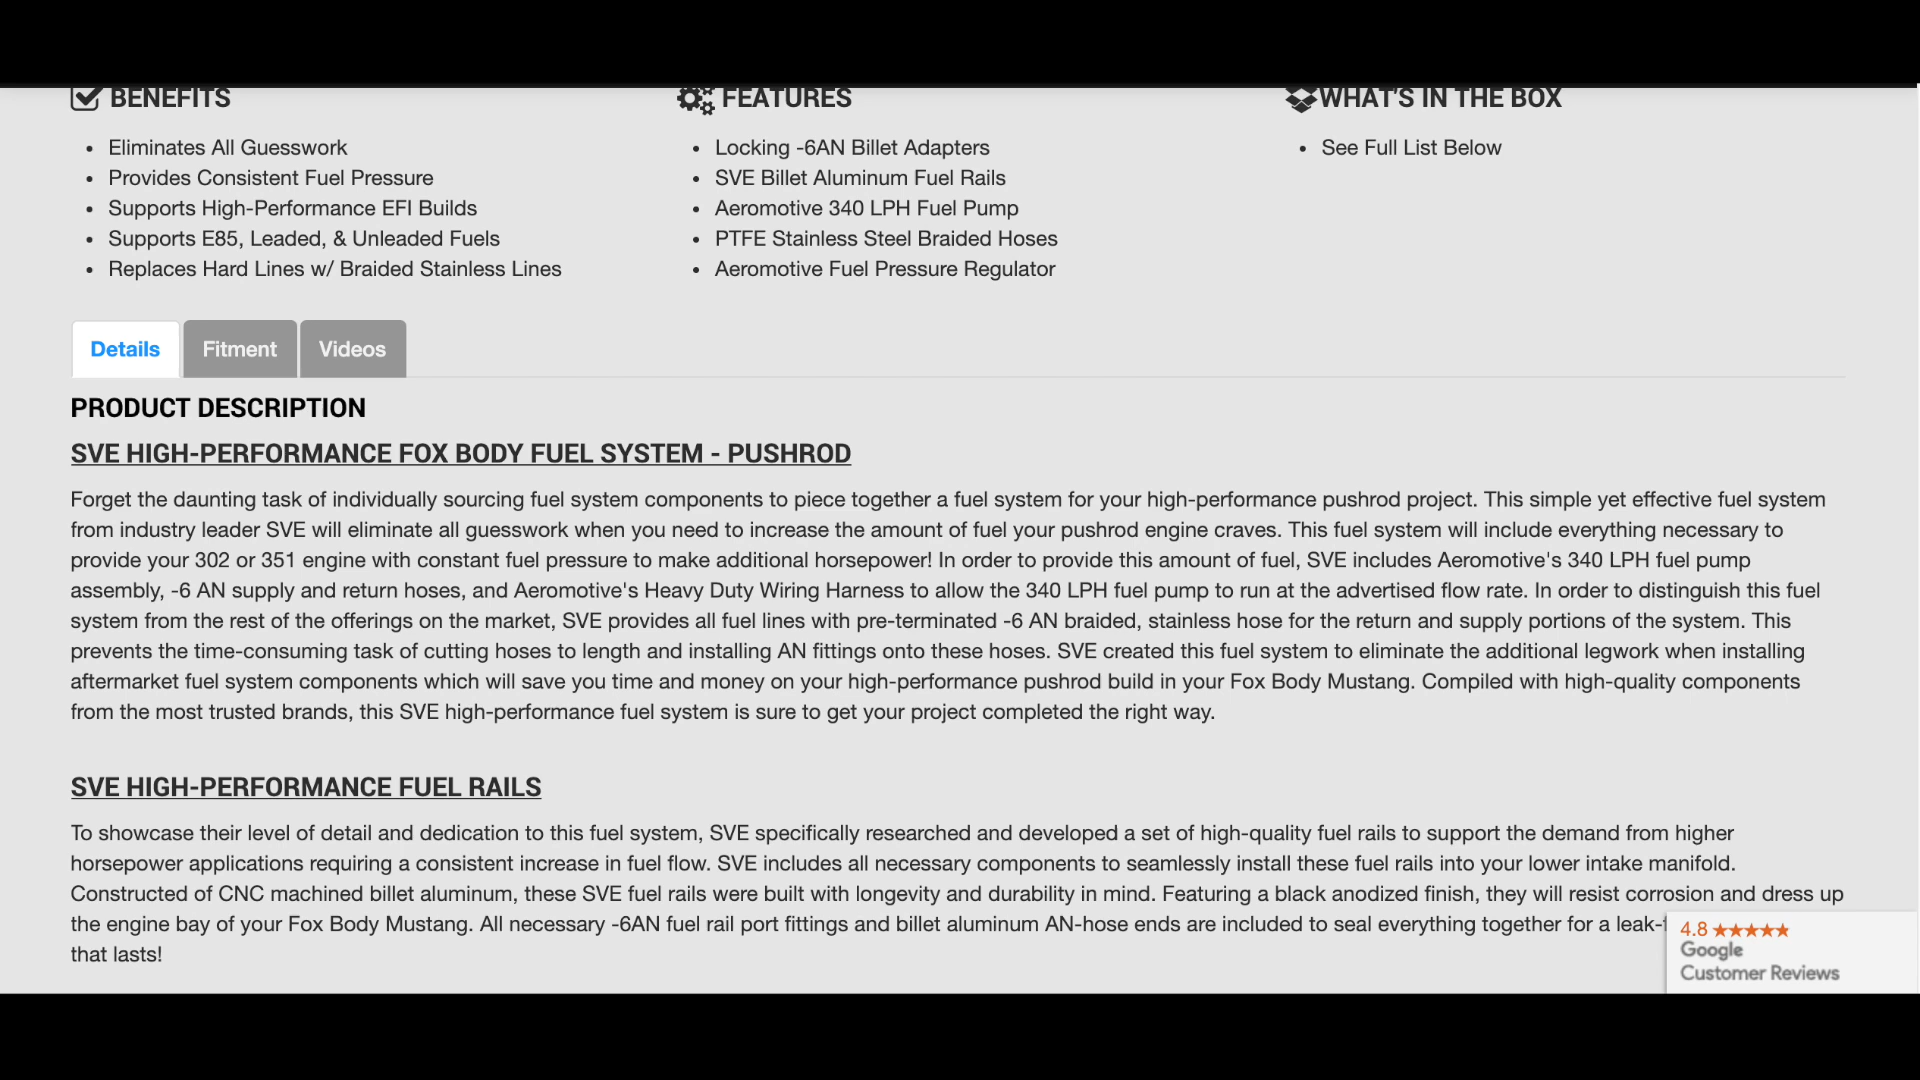 BENEFITS
Eliminates All Guesswork
Provides Consistent Fuel Pressure
Supports High-Performance EFI Builds
Supports E85, Leaded, & Unleaded Fuels
Replaces Hard Lines w/ Braided Stainless Lines
FEATURES
Locking -6AN Billet Adapters
SVE Billet Aluminum Fuel Rails
Aeromotive 340 LPH Fuel Pump
PTFE Stainless Steel Braided Hoses
Aeromotive Fuel Pressure Regulator
WHAT'S IN THE BOX
See Full List Below
Details Fitment Videos
PRODUCT DESCRIPTION
SVE HIGH-PERFORMANCE FOX BODY FUEL SYSTEM - PUSHROD
Forget the daunting task of individually sourcing fuel system components to piece together a fuel system for your high-performance pushrod project. This simple yet effective fuel system
from industry leader SVE will eliminate all guesswork when you need to increase the amount of fuel your pushrod engine craves. This fuel system will include everything necessary to
provide your 302 or 351 engine with constant fuel pressure to make additional horsepower! In order to provide this amount of fuel, SVE includes Aeromotive's 340 LPH fuel pump
assembly, -6 AN supply and return hoses, and Aeromotive's Heavy Duty Wiring Harness to allow the 340 LPH fuel pump to run at the advertised flow rate. In order to distinguish this fuel
system from the rest of the offerings on the market, SVE provides all fuel lines with pre-terminated -6 AN braided, stainless hose for the return and supply portions of the system. This
prevents the time-consuming task of cutting hoses to length and installing AN fittings onto these hoses. SVE created this fuel system to eliminate the additional legwork when installing
aftermarket fuel system components which will save you time and money on your high-performance pushrod build in your Fox Body Mustang. Compiled with high-quality components
from the most trusted brands, this SVE high-performance fuel system is sure to get your project completed the right way.
SVE HIGH-PERFORMANCE FUEL RAILS
To showcase their level of detail and dedication to this fuel system, SVE specifically researched and developed a set of high-quality fuel rails to support the demand from higher
horsepower applications requiring a consistent increase in fuel flow. SVE includes all necessary components to seamlessly install these fuel rails into your lower intake manifold.
Constructed of CNC machined billet aluminum, these SVE fuel rails were built with longevity and durability in mind. Featuring a black anodized finish, they will resist corrosion and dress up
the engine bay of your Fox Body Mustang. All necessary -6AN fuel rail port fittings and billet aluminum AN-hose ends are included to seal everything together for a leak-
that lasts!
4.8 ★★★★★
Google
Customer Reviews